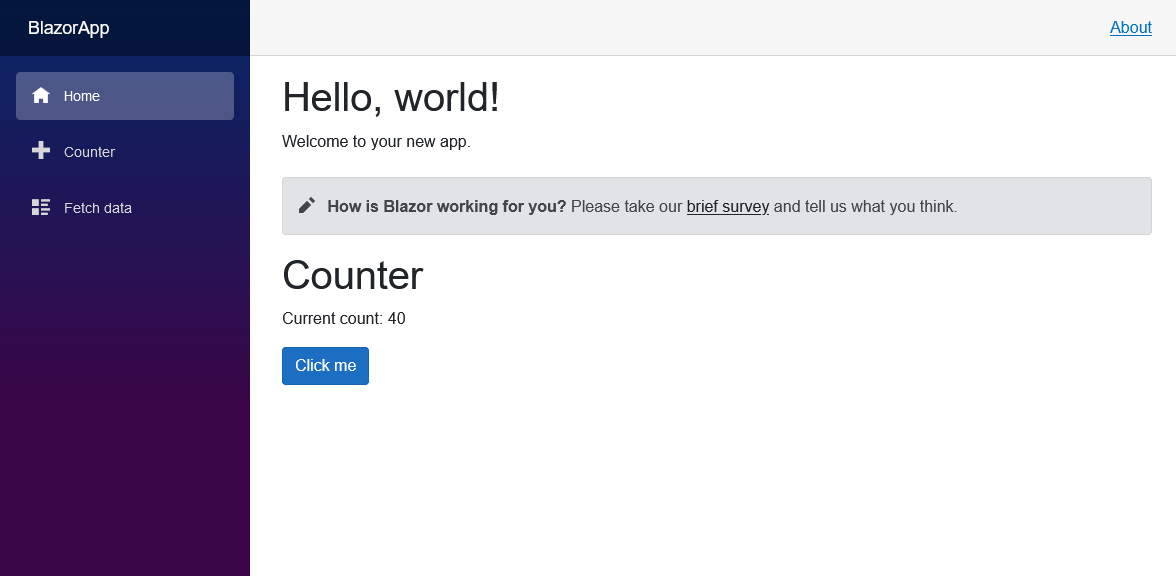 BlazorApp
About
Home
Counter
Fetch data
Hello, world!
Welcome to your new app.
How is Blazor working for you? Please take our brief survey and tell us what you think.
Counter
Current count: 40
Click me